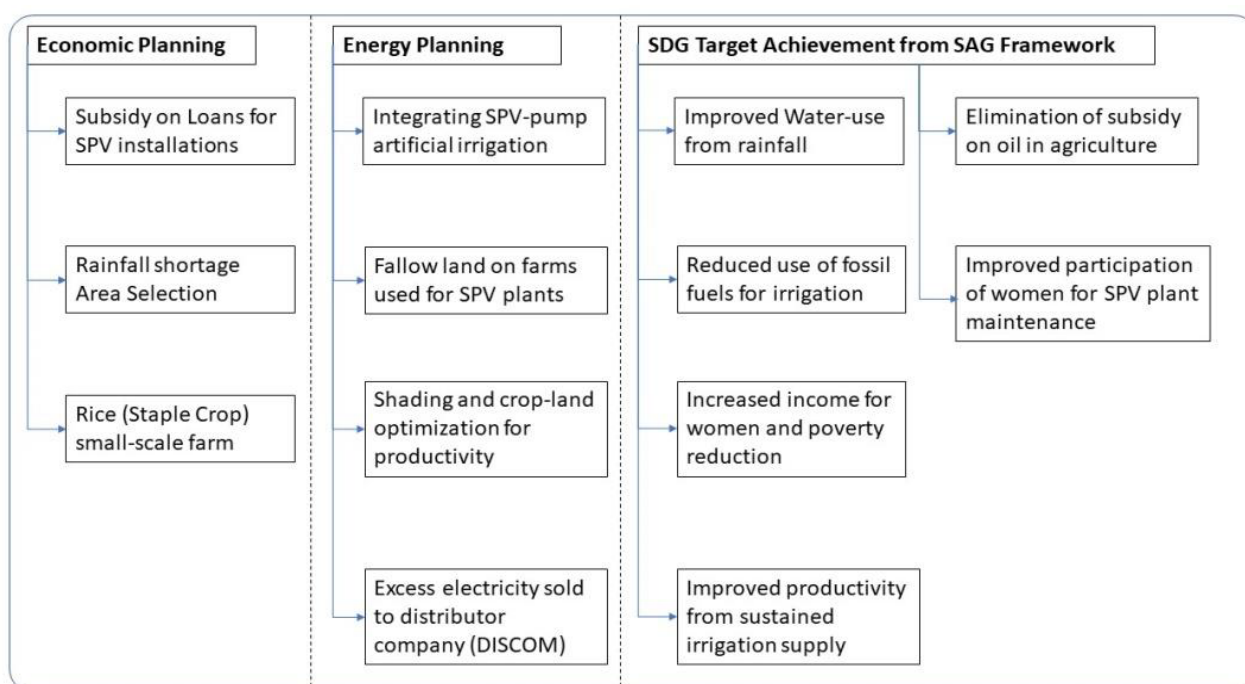 Economic Planning
Subsidy on Loans for
SPV installations
Rainfall shortage
Area Selection
Rice (Staple Crop)
small-scale farm
Energy Planning
Integrating SPV-pump
artificial irrigation
Fallow land on farms
used for SPV plants
Shading and crop-land
optimization for
productivity
Excess electricity sold
to distributor
company (DISCOM)
SDG Target Achievement from SAG Framework
Improved Water-use
from rainfall
Reduced use of fossil
fuels for irrigation
Increased income for
women and poverty
reduction
Improved productivity
from sustained
irrigation supply
Elimination of subsidy
on oil in agriculture
Improved participation
of women for SPV plant
maintenance